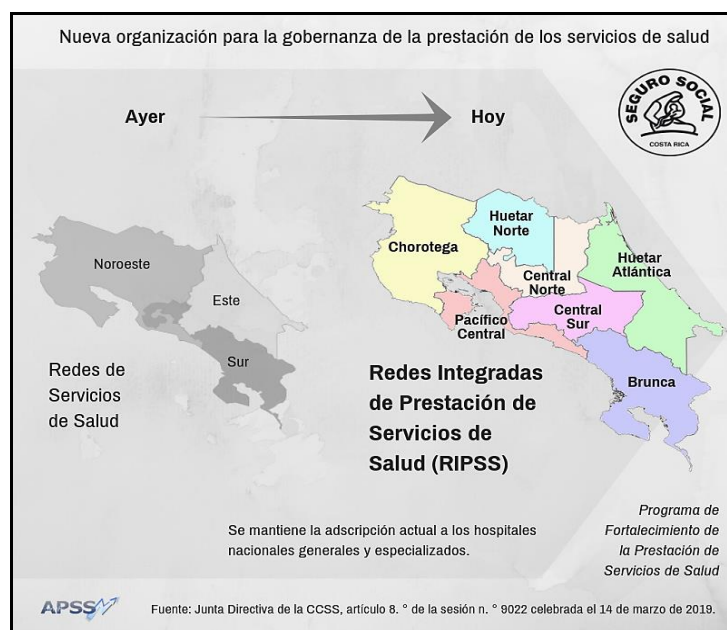 Nueva organización para la gobernanza de la prestación de los servicios de salud
Ayer
Hoy
SEGURO SOCIAL
COSTA RICA
Noroeste
Este
Sur
Redes de
Servicios
de Salud
Chorotega
Huetar
Norte
Central
Norte
Huetar
Atlántica
Pacífico
Central
Central
Sur
Brunca
Redes Integradas
de Prestación de
Servicios de
Salud (RIPSS)
Se mantiene la adscripción actual a los hospitales
nacionales generales y especializados.
Programa de
Fortalecimiento de
la Prestación de
Servicios de Salud
APSS
Fuente: Junta Directiva de la CCSS, artículo 8. ° de la sesión n. ° 9022 celebrada el 14 de marzo de 2019.